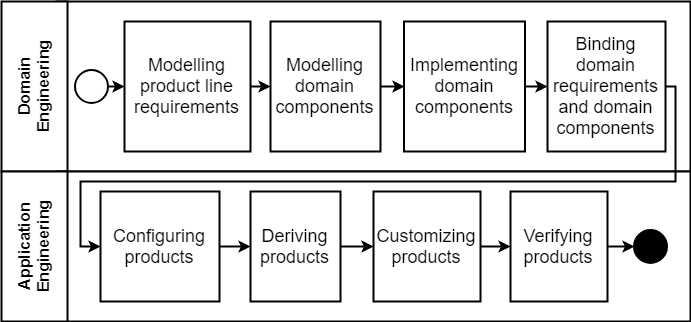 Domain
Engineering
Modelling
product line
requirements
Modelling
domain
components
Implementing
domain
components
Binding
domain
requirements
and domain
components
Application
Engineering
Configuring
products
Deriving
products
Customizing
products
Verifying
products